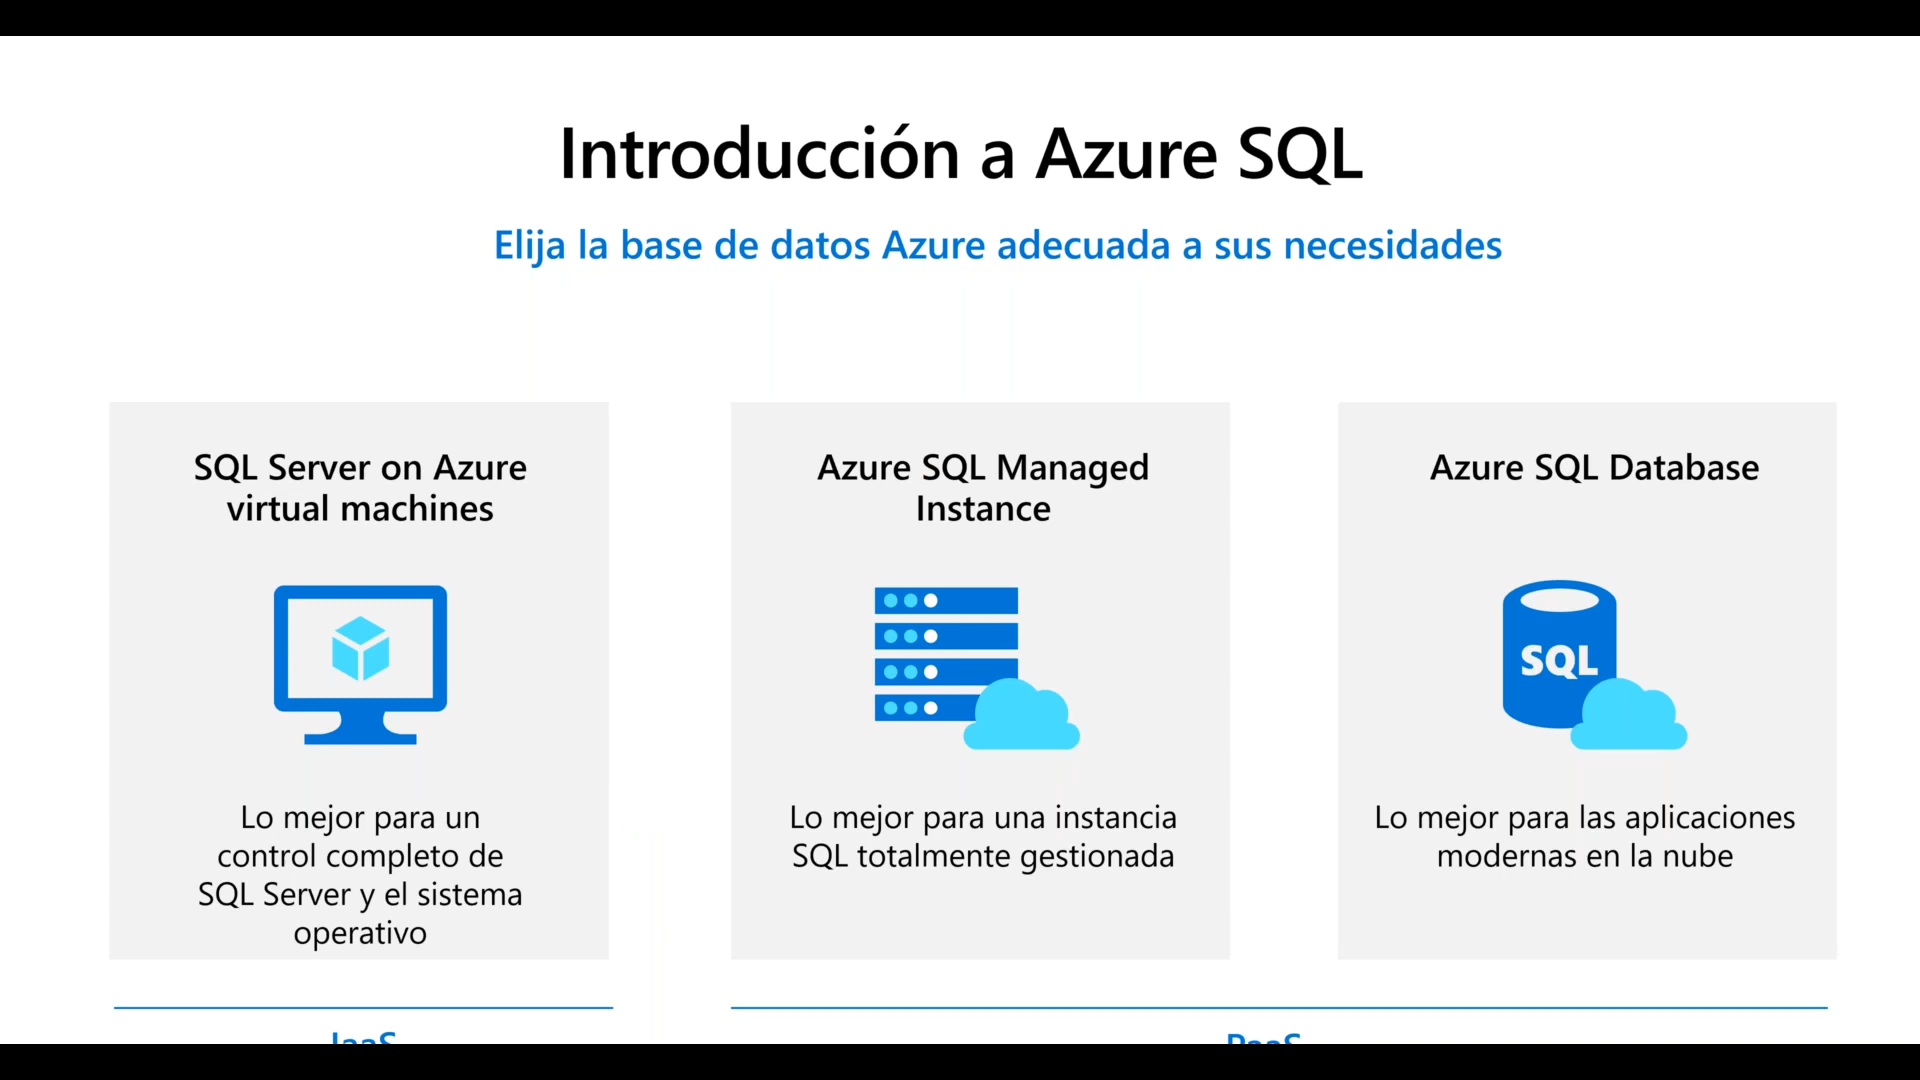 Introducción a Azure SQL
Elija la base de datos Azure adecuada a sus necesidades
SQL Server on Azure
virtual machines
Lo mejor para un
control completo de
SQL Server y el sistema
operativo
Azure SQL Managed
Instance
Lo mejor para una instancia
SQL totalmente gestionada
Azure SQL Database
SQL
Lo mejor para las aplicaciones
modernas en la nube
IaaS
PaaS